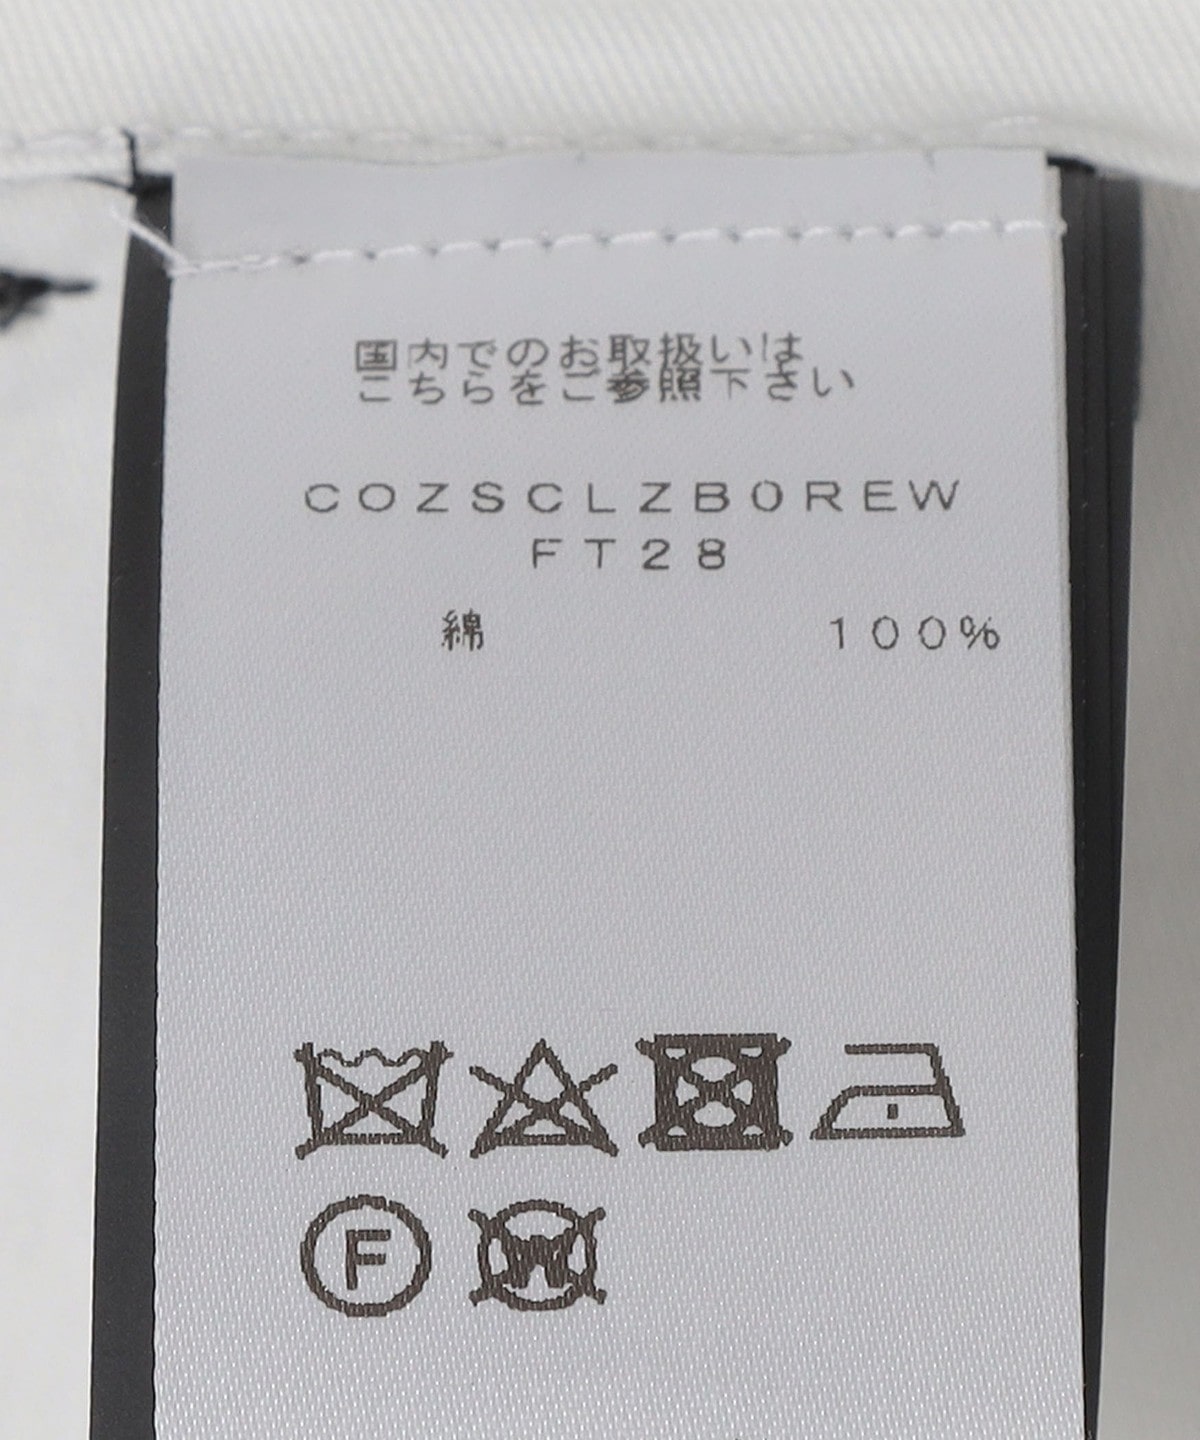 国内でのお取扱いは
こちらをご参照下さい
COZSCLZB0REW
FT28
綿 100%
F
W